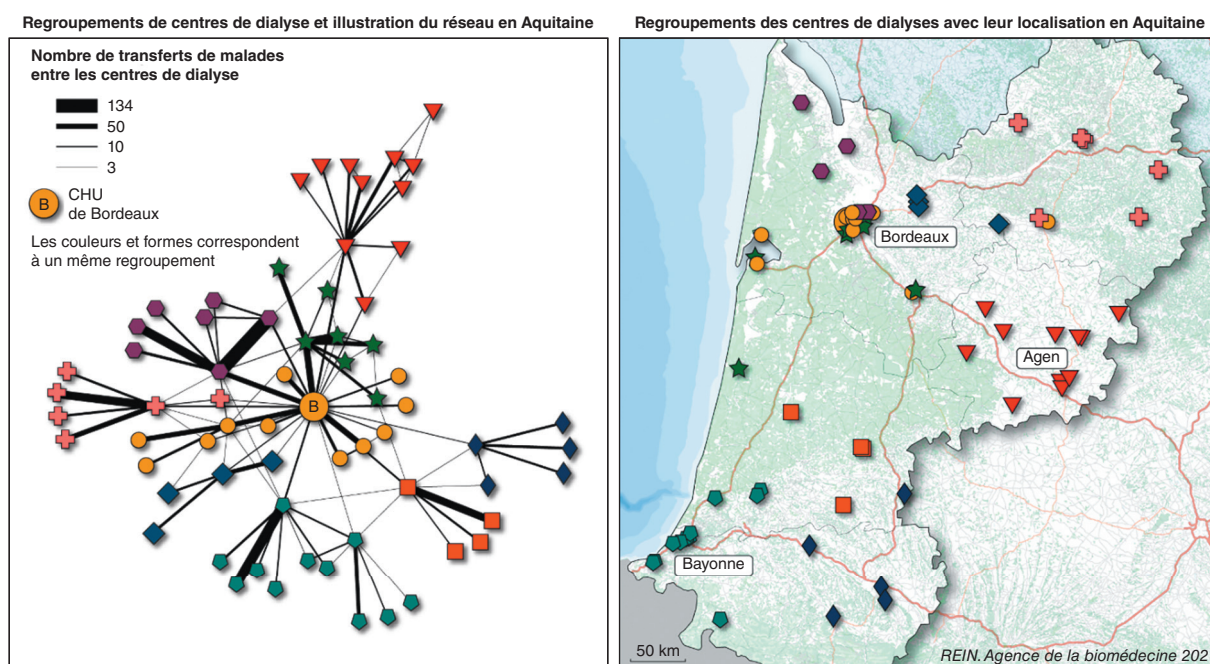 Regroupements de centres de dialyse et illustration du réseau en Aquitaine
Nombre de transferts de malades
entre les centres de dialyse
134
50
10
3
B
CHU
de Bordeaux
Les couleurs et formes correspondent
à un même regroupement
B
Regroupements des centres de dialyses avec leur localisation en Aquitaine
Bordeaux
Agen
Bayonne
50 km
REIN. Agence de la biomédecine 202